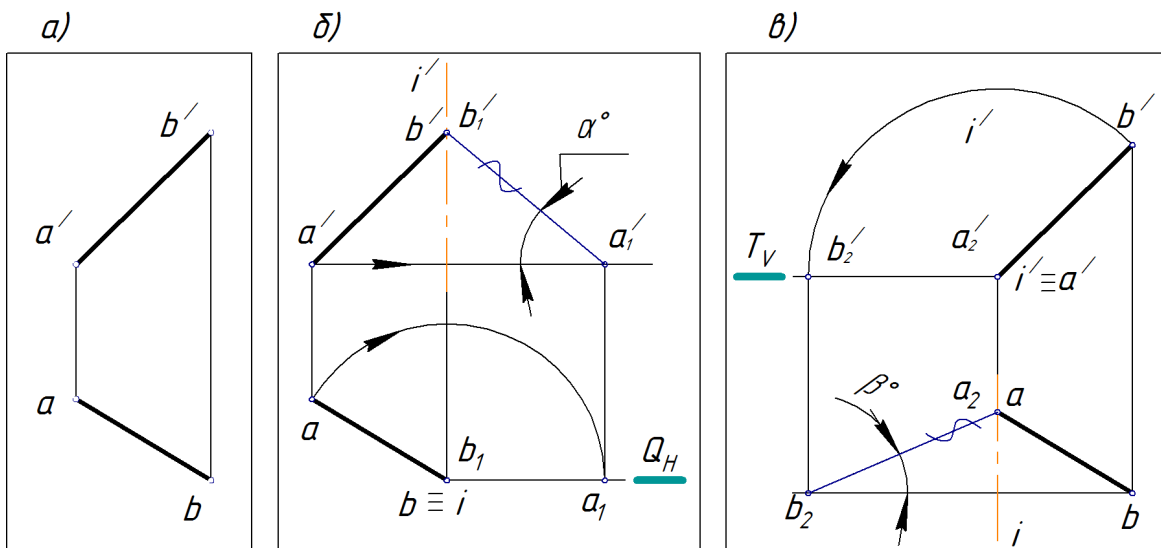 а) б) в)
b′
a′
a
b
i′
b′ b₁′
α°
a′ a₁′
a
b₁
b ≡ i a₁
Q_H
i′ b′
T_V b₂′ a₂′
i′ ≡ a′
β° a₂ a
b₂ b
i